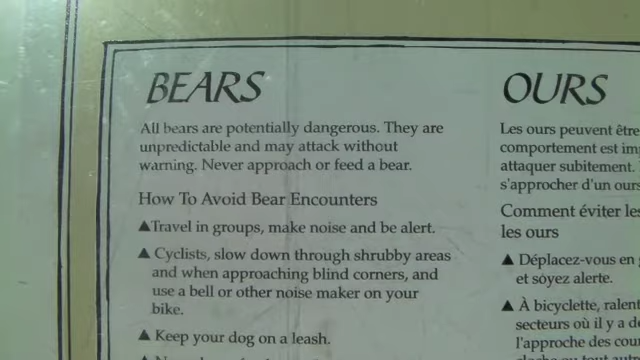 BEARS
All bears are potentially dangerous. They are
unpredictable and may attack without
warning. Never approach or feed a bear.
How To Avoid Bear Encounters
▲Travel in groups, make noise and be alert.
▲ Cyclists, slow down through shrubby areas
and when approaching blind corners, and
use a bell or other noise maker on your
bike.
▲ Keep your dog on a leash.
OURS
Les ours peuvent être
comportement est
attaquer subitement.
s'approcher d'un ours
Comment éviter les
les ours
▲ Déplacez-vous en
et soyez alerte.
▲ À bicyclette,
secteurs où il y a
l'approche des